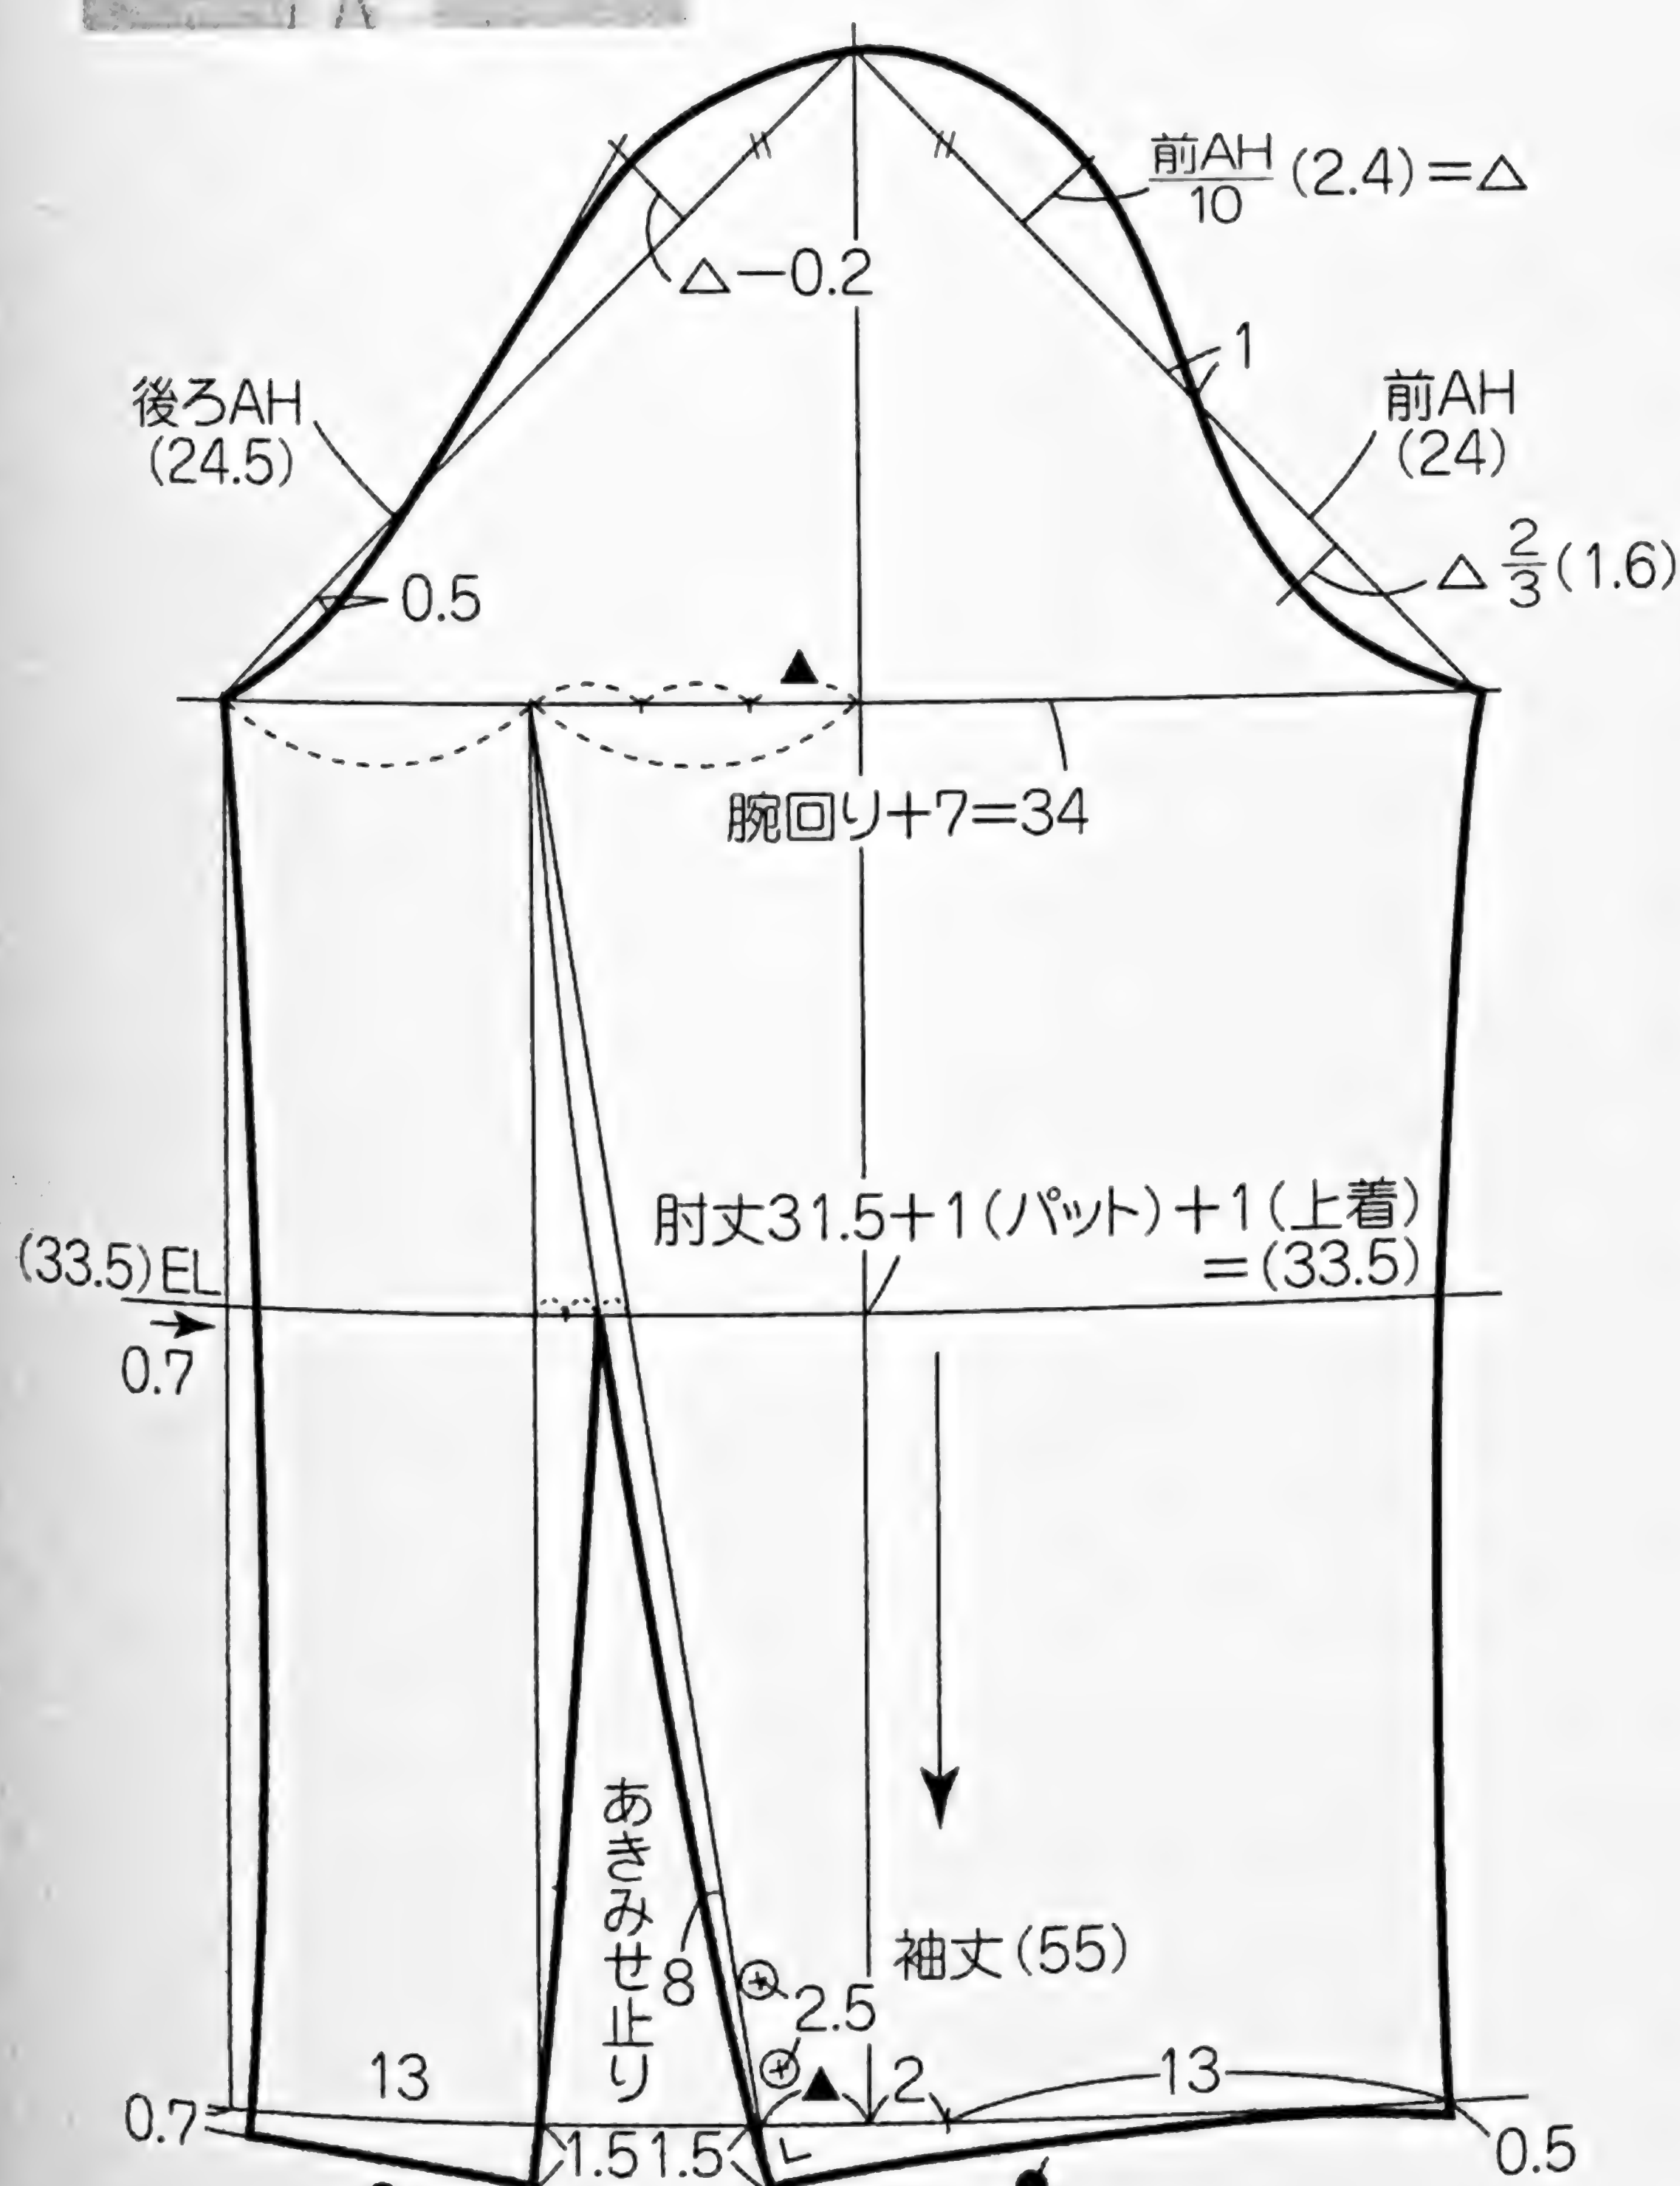 前AH/10 (2.4)=△
△−0.2
1
後ろAH
(24.5)
前AH
(24)
△2/3(1.6)
0.5
▲
腕回り+7=34
肘丈31.5+1(パット)+1(上着)
=(33.5)
(33.5)EL
0.7
あきみせ止り
8
袖丈(55)
2.5
13
▲
2
13
0.7
1.5
1.5
0.5